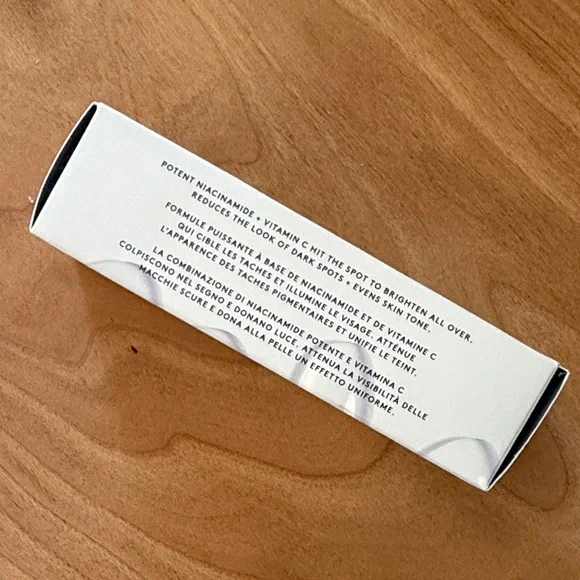 POTENT NIACINAMIDE + VITAMIN C HIT THE SPOT TO BRIGHTEN ALL OVER.
REDUCES THE LOOK OF DARK SPOTS + EVENS SKIN TONE.
FORMULE PUISSANTE À BASE DE NIACINAMIDE ET DE VITAMINE C
QUI CIBLE LES TACHES ET ILLUMINE LE VISAGE. ATTÉNUE
L'APPARENCE DES TACHES PIGMENTAIRES ET UNIFIE LE TEINT.
LA COMBINAZIONE DI NIACINAMIDE POTENTE E VITAMINA C
COLPISCONO NEL SEGNO E DONANO LUCE. ATTENUA LA VISIBILITÀ DELLE
MACCHIE SCURE E DONA ALLA PELLE UN EFFETTO UNIFORME.